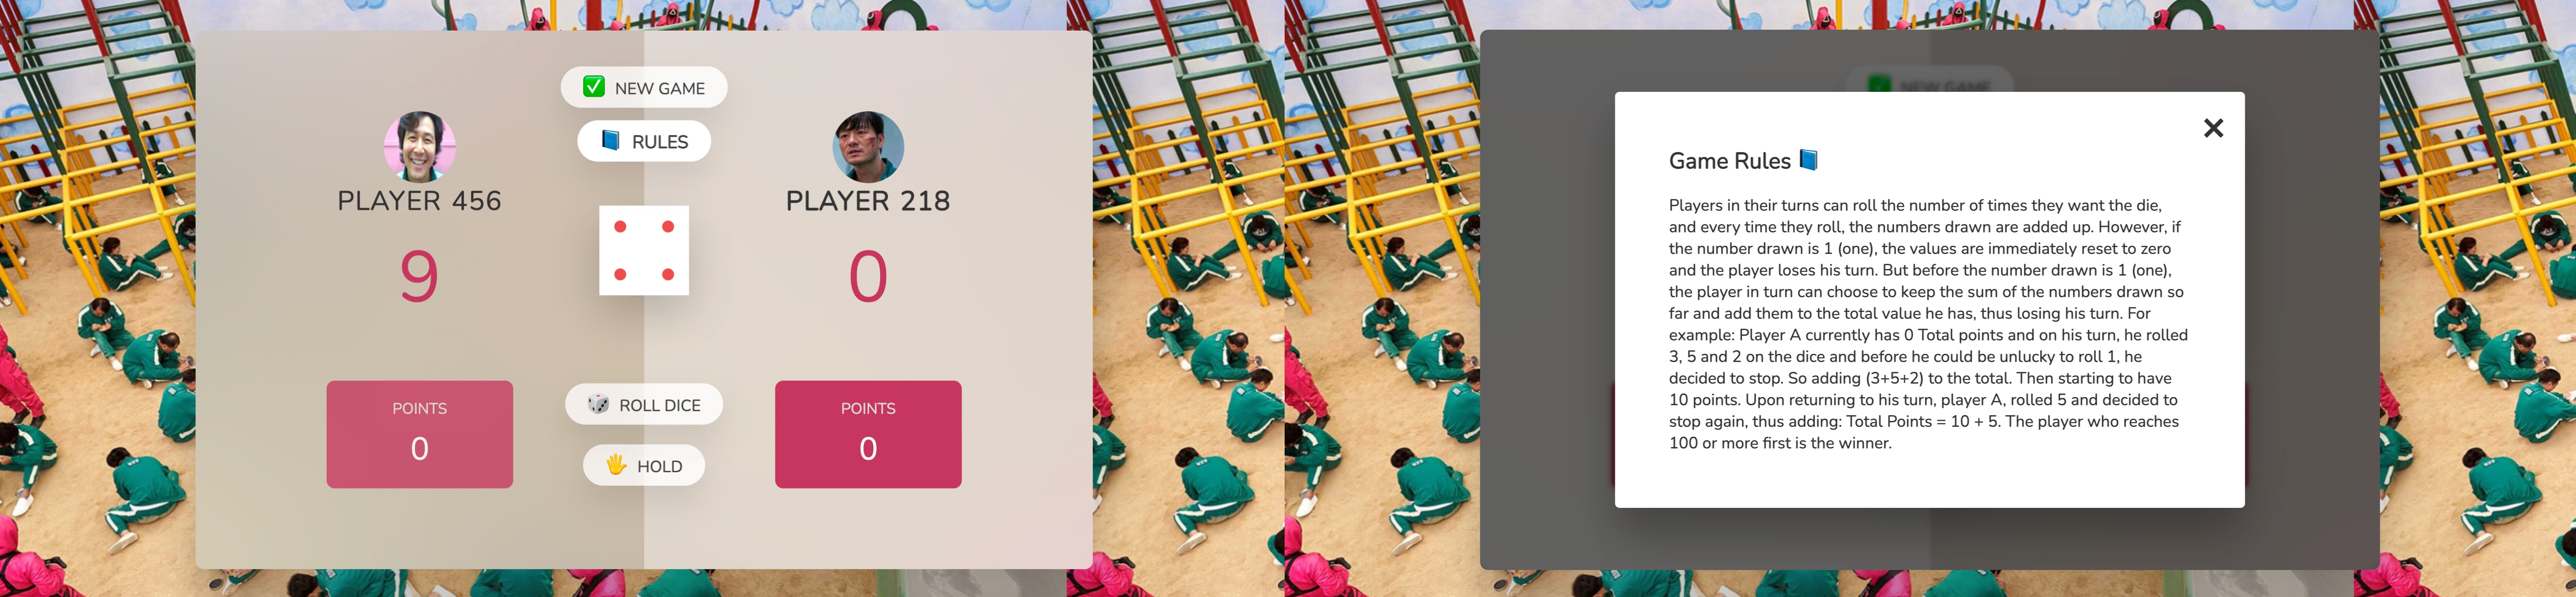 NEW GAME
RULES
PLAYER 456
PLAYER 218
9
0
POINTS
0
ROLL DICE
HOLD
POINTS
0
NEW GAME
Game Rules
Players in their turns can roll the number of times they want the die,
and every time they roll, the numbers drawn are added up. However, if
the number drawn is 1 (one), the values are immediately reset to zero
and the player loses his turn. But before the number drawn is 1 (one),
the player in turn can choose to keep the sum of the numbers drawn so
far and add them to the total value he has, thus losing his turn. For
example: Player A currently has 0 Total points and on his turn, he rolled
3, 5 and 2 on the dice and before he could be unlucky to roll 1, he
decided to stop. So adding (3+5+2) to the total. Then starting to have
10 points. Upon returning to his turn, player A, rolled 5 and decided to
stop again, thus adding: Total Points = 10 + 5. The player who reaches
100 or more first is the winner.